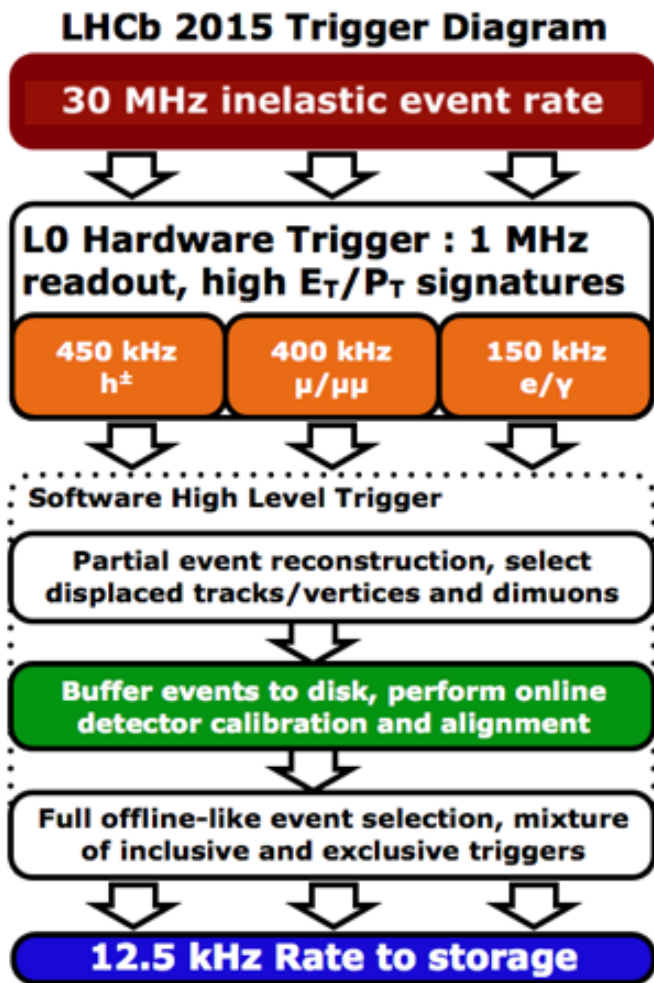 LHCb 2015 Trigger Diagram
30 MHz inelastic event rate
L0 Hardware Trigger : 1 MHz
readout, high E_T/P_T signatures
450 kHz
h±
400 kHz
μ/μμ
150 kHz
e/γ
Software High Level Trigger
Partial event reconstruction, select
displaced tracks/vertices and dimuons
Buffer events to disk, perform online
detector calibration and alignment
Full offline-like event selection, mixture
of inclusive and exclusive triggers
12.5 kHz Rate to storage